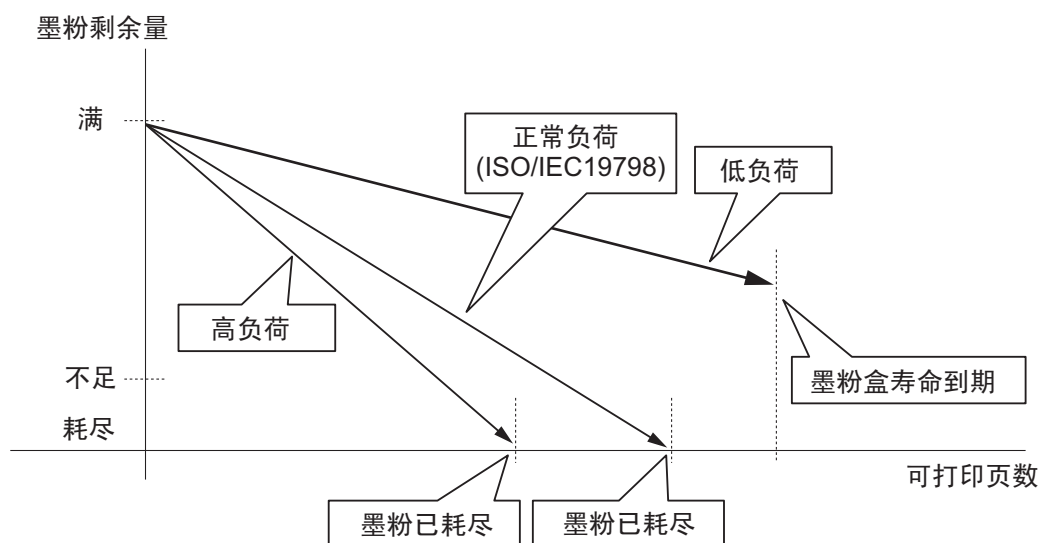 墨粉剩余量
满
正常负荷
(ISO/IEC19798)
低负荷
高负荷
不足
墨粉盒寿命到期
耗尽
可打印页数
墨粉已耗尽
墨粉已耗尽